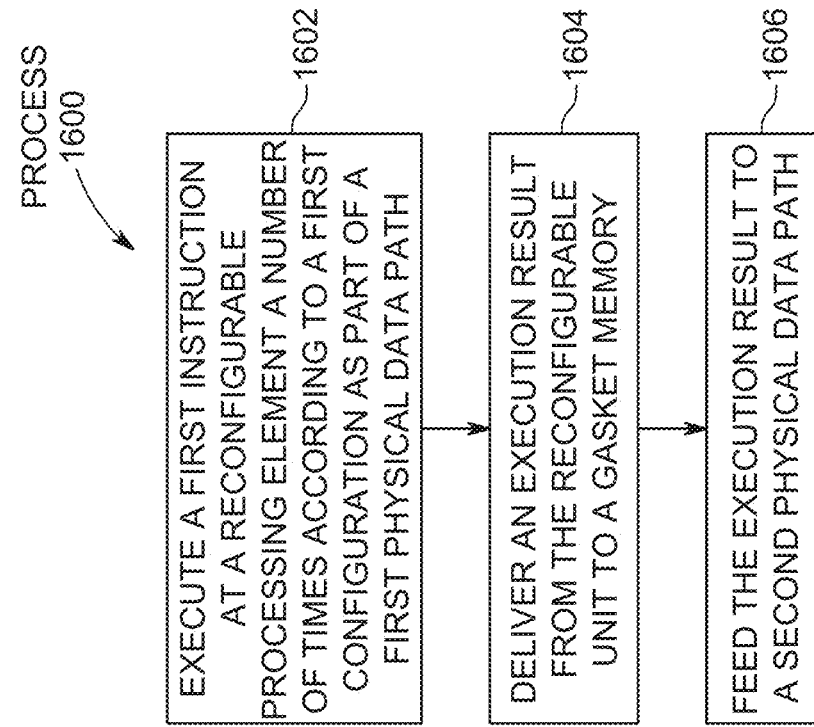 PROCESS
1600
EXECUTE A FIRST INSTRUCTION
AT A RECONFIGURABLE
PROCESSING ELEMENT A NUMBER
OF TIMES ACCORDING TO A FIRST
CONFIGURATION AS PART OF A
FIRST PHYSICAL DATA PATH
1602
DELIVER AN EXECUTION RESULT
FROM THE RECONFIGURABLE
UNIT TO A GASKET MEMORY
1604
FEED THE EXECUTION RESULT TO
A SECOND PHYSICAL DATA PATH
1606